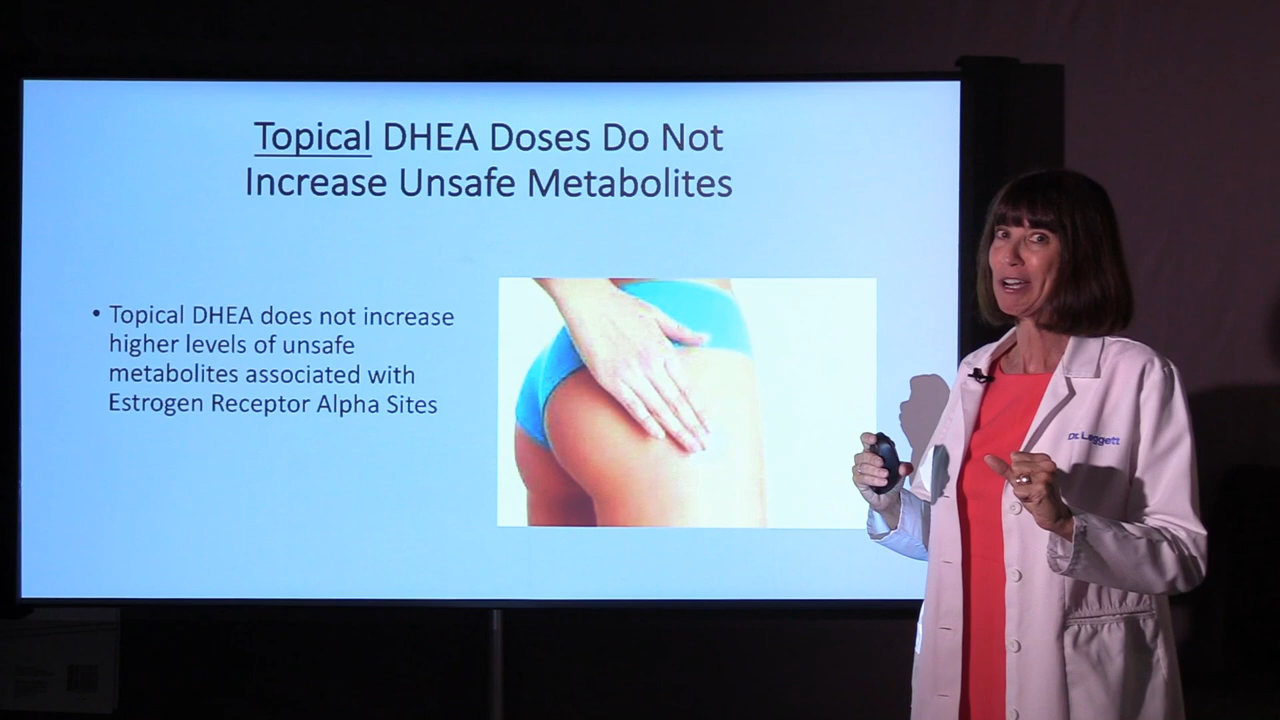 Topical DHEA Doses Do Not
Increase Unsafe Metabolites
• Topical DHEA does not increase
higher levels of unsafe
metabolites associated with
Estrogen Receptor Alpha Sites
Dr. Leggett